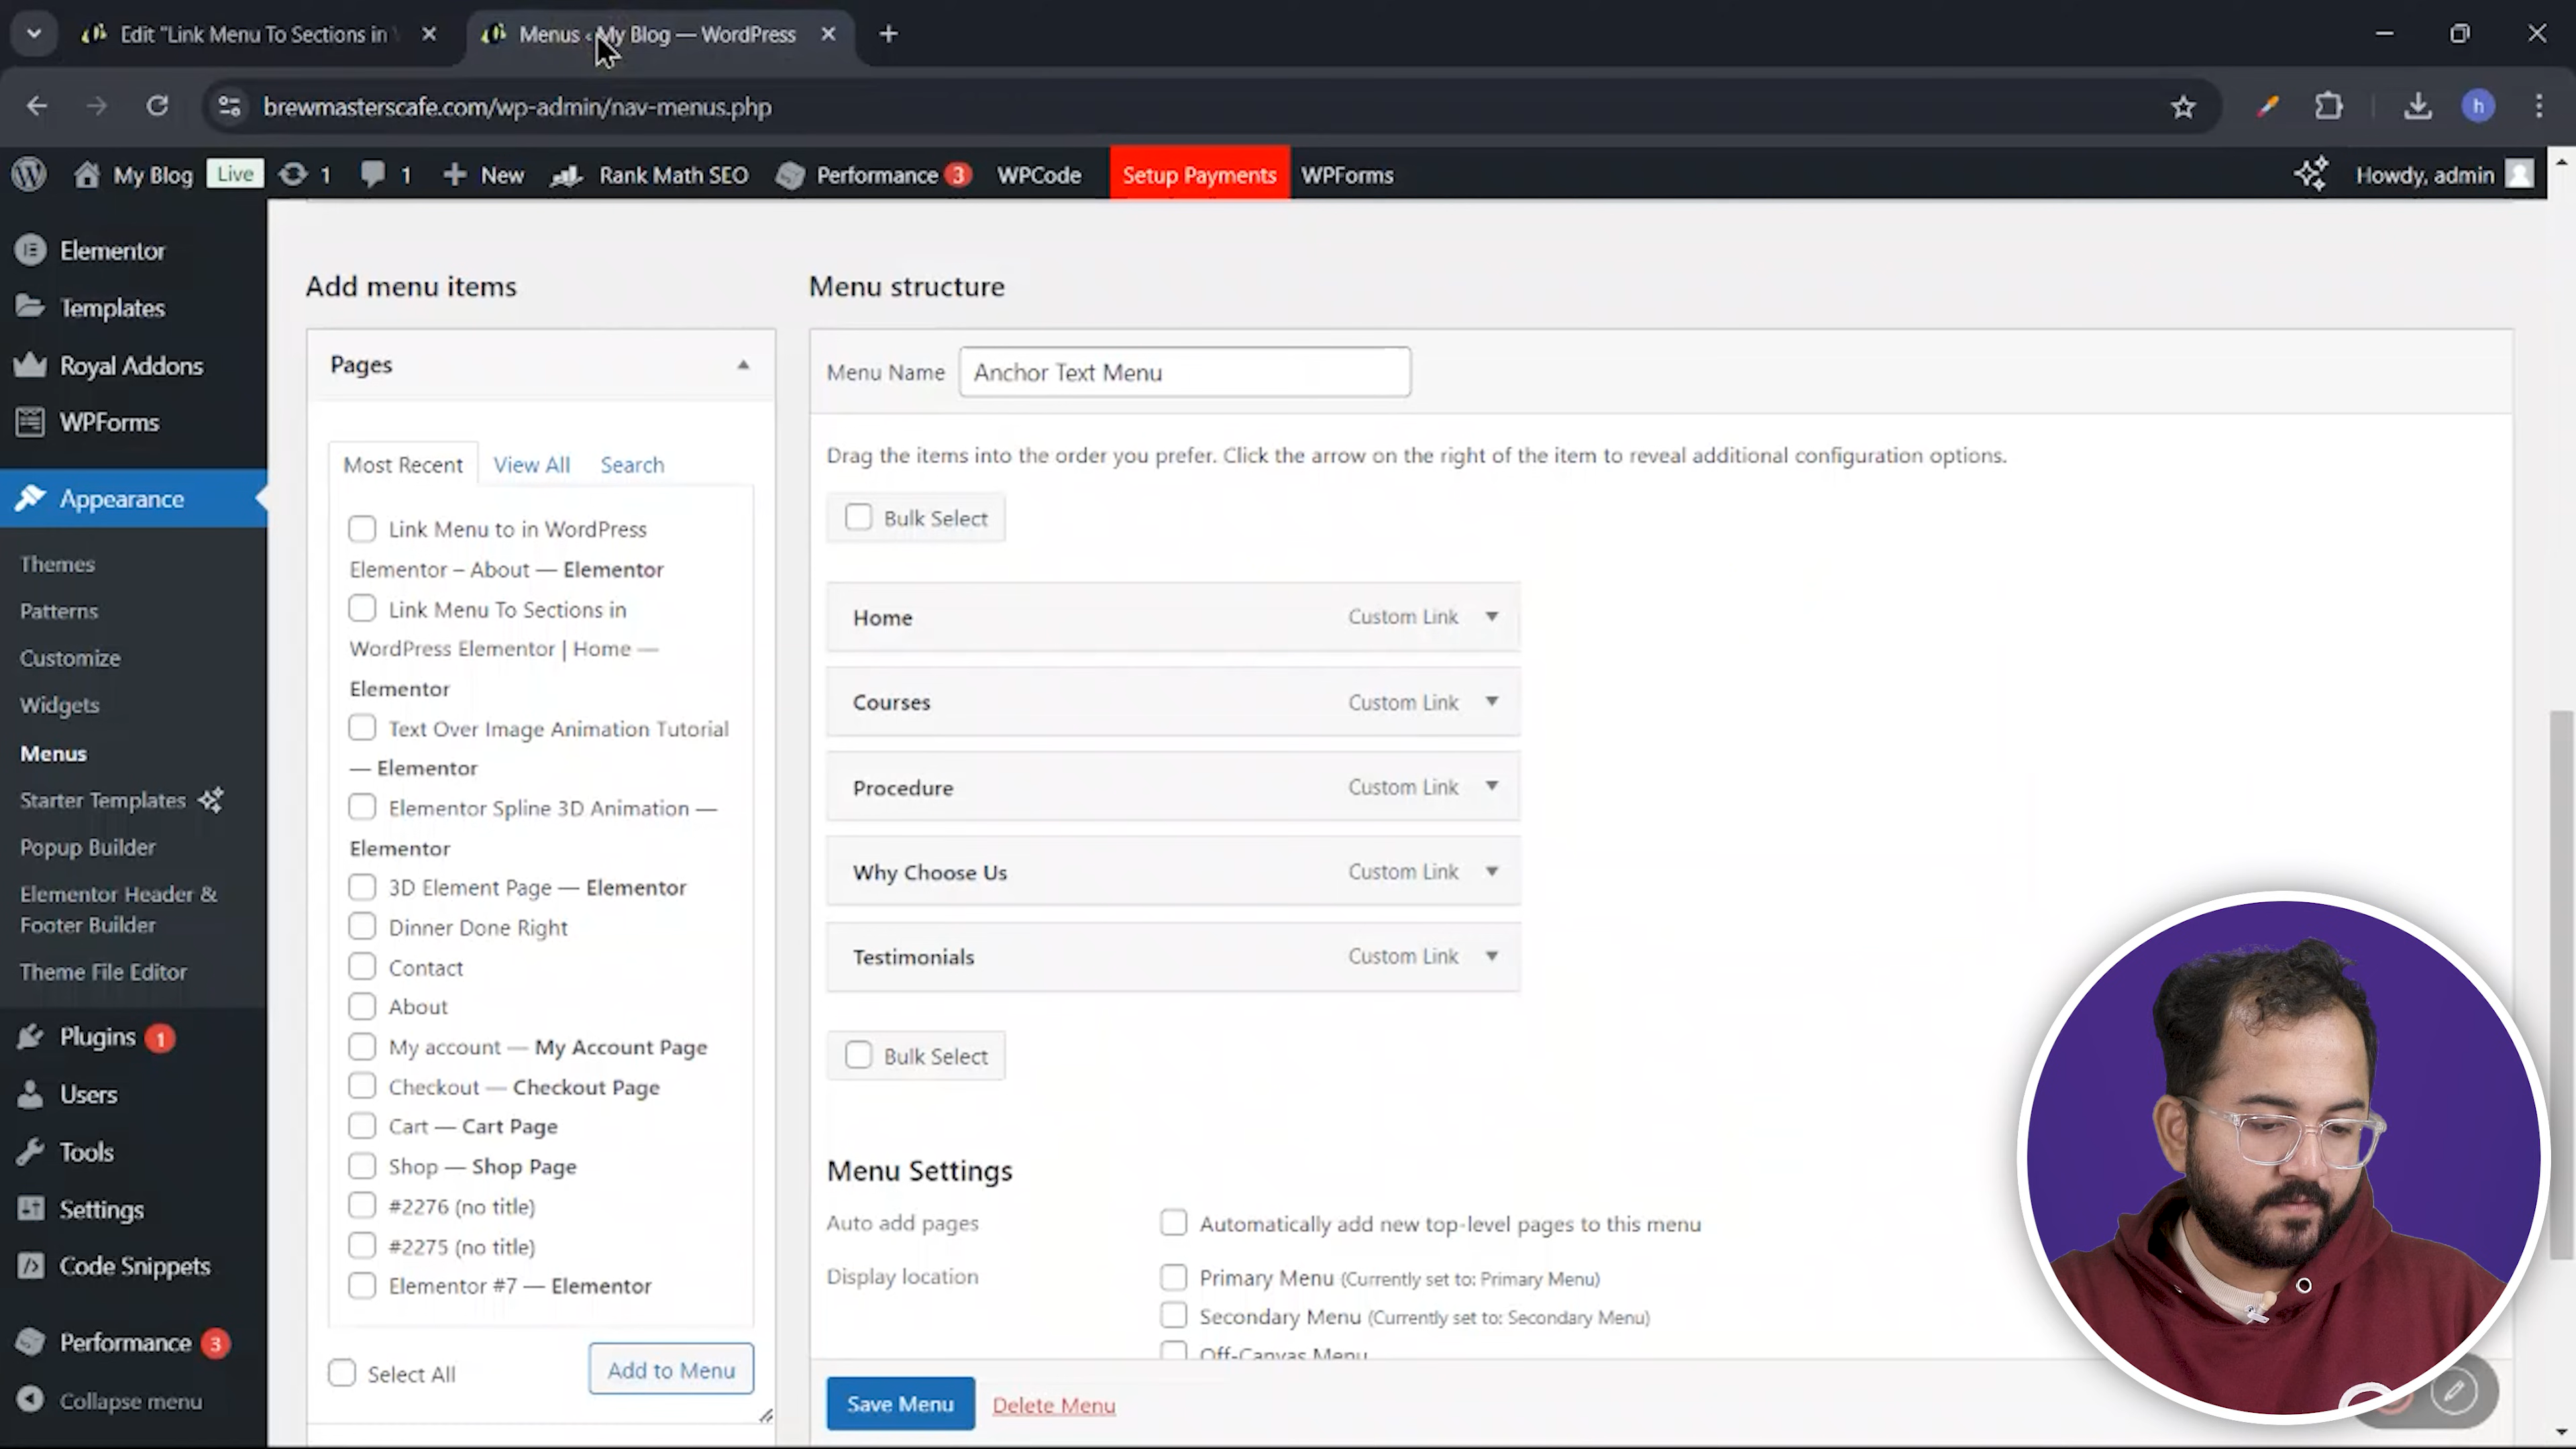 Edit "Link Menu To Sections in
Menus ‹ My Blog — WordPress
brewmasterscafe.com/wp-admin/nav-menus.php
h
My Blog Live 1 1 New Rank Math SEO Performance 3 WPCode Setup Payments WPForms Howdy, admin
Elementor
Templates
Royal Addons
WPForms
Appearance
Themes
Patterns
Customize
Widgets
Menus
Starter Templates
Popup Builder
Elementor Header &
Footer Builder
Theme File Editor
Plugins 1
Users
Tools
Settings
Code Snippets
Performance 3
Collapse menu
Add menu items
Pages
Most Recent View All Search
Link Menu to in WordPress
Elementor – About — Elementor
Link Menu To Sections in
WordPress Elementor | Home —
Elementor
Text Over Image Animation Tutorial
— Elementor
Elementor Spline 3D Animation —
Elementor
3D Element Page — Elementor
Dinner Done Right
Contact
About
My account — My Account Page
Checkout — Checkout Page
Cart — Cart Page
Shop — Shop Page
#2276 (no title)
#2275 (no title)
Elementor #7 — Elementor
Select All Add to Menu
Menu structure
Menu Name Anchor Text Menu
Drag the items into the order you prefer. Click the arrow on the right of the item to reveal additional configuration options.
Bulk Select
Home Custom Link
Courses Custom Link
Procedure Custom Link
Why Choose Us Custom Link
Testimonials Custom Link
Bulk Select
Menu Settings
Auto add pages Automatically add new top-level pages to this menu
Display location Primary Menu (Currently set to: Primary Menu)
Secondary Menu (Currently set to: Secondary Menu)
Off-Canvas Menu
Save Menu Delete Menu